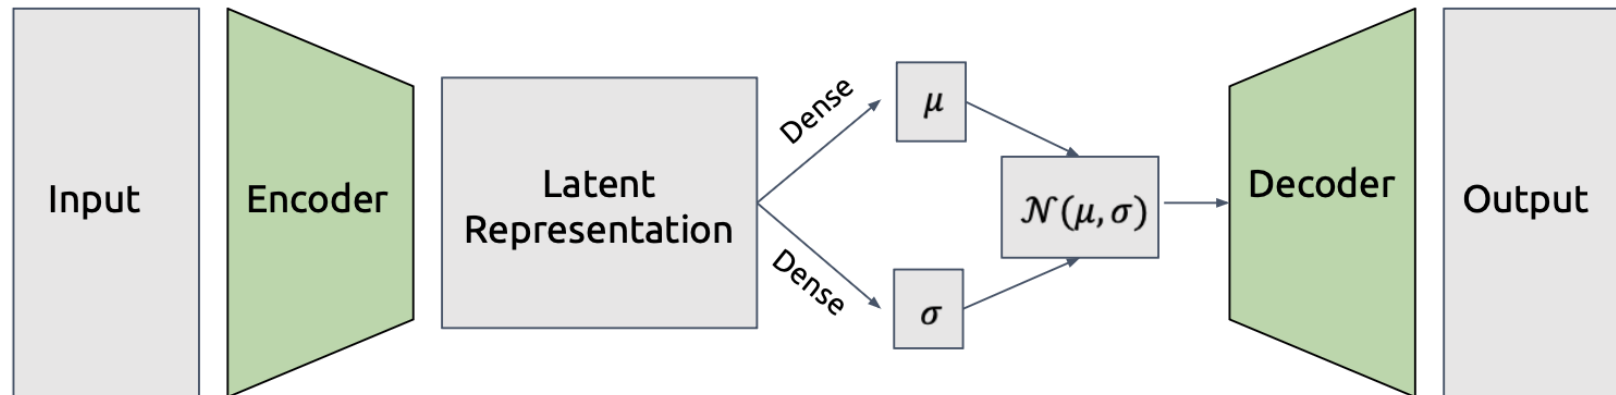 Input
Encoder
Latent
Representation
Dense
Dense
μ
σ
𝒩(μ, σ)
Decoder
Output